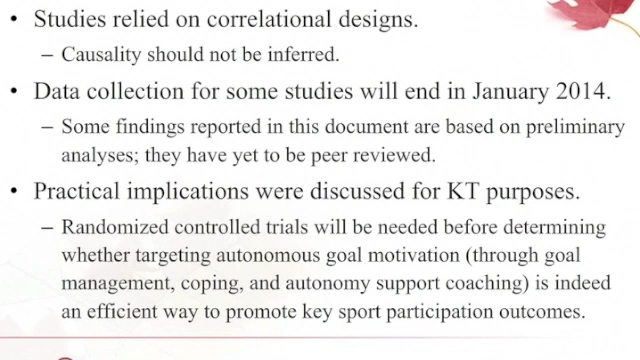 • Studies relied on correlational designs.
– Causality should not be inferred.
• Data collection for some studies will end in January 2014.
– Some findings reported in this document are based on preliminary
analyses; they have yet to be peer reviewed.
• Practical implications were discussed for KT purposes.
– Randomized controlled trials will be needed before determining
whether targeting autonomous goal motivation (through goal
management, coping, and autonomy support coaching) is indeed
an efficient way to promote key sport participation outcomes.